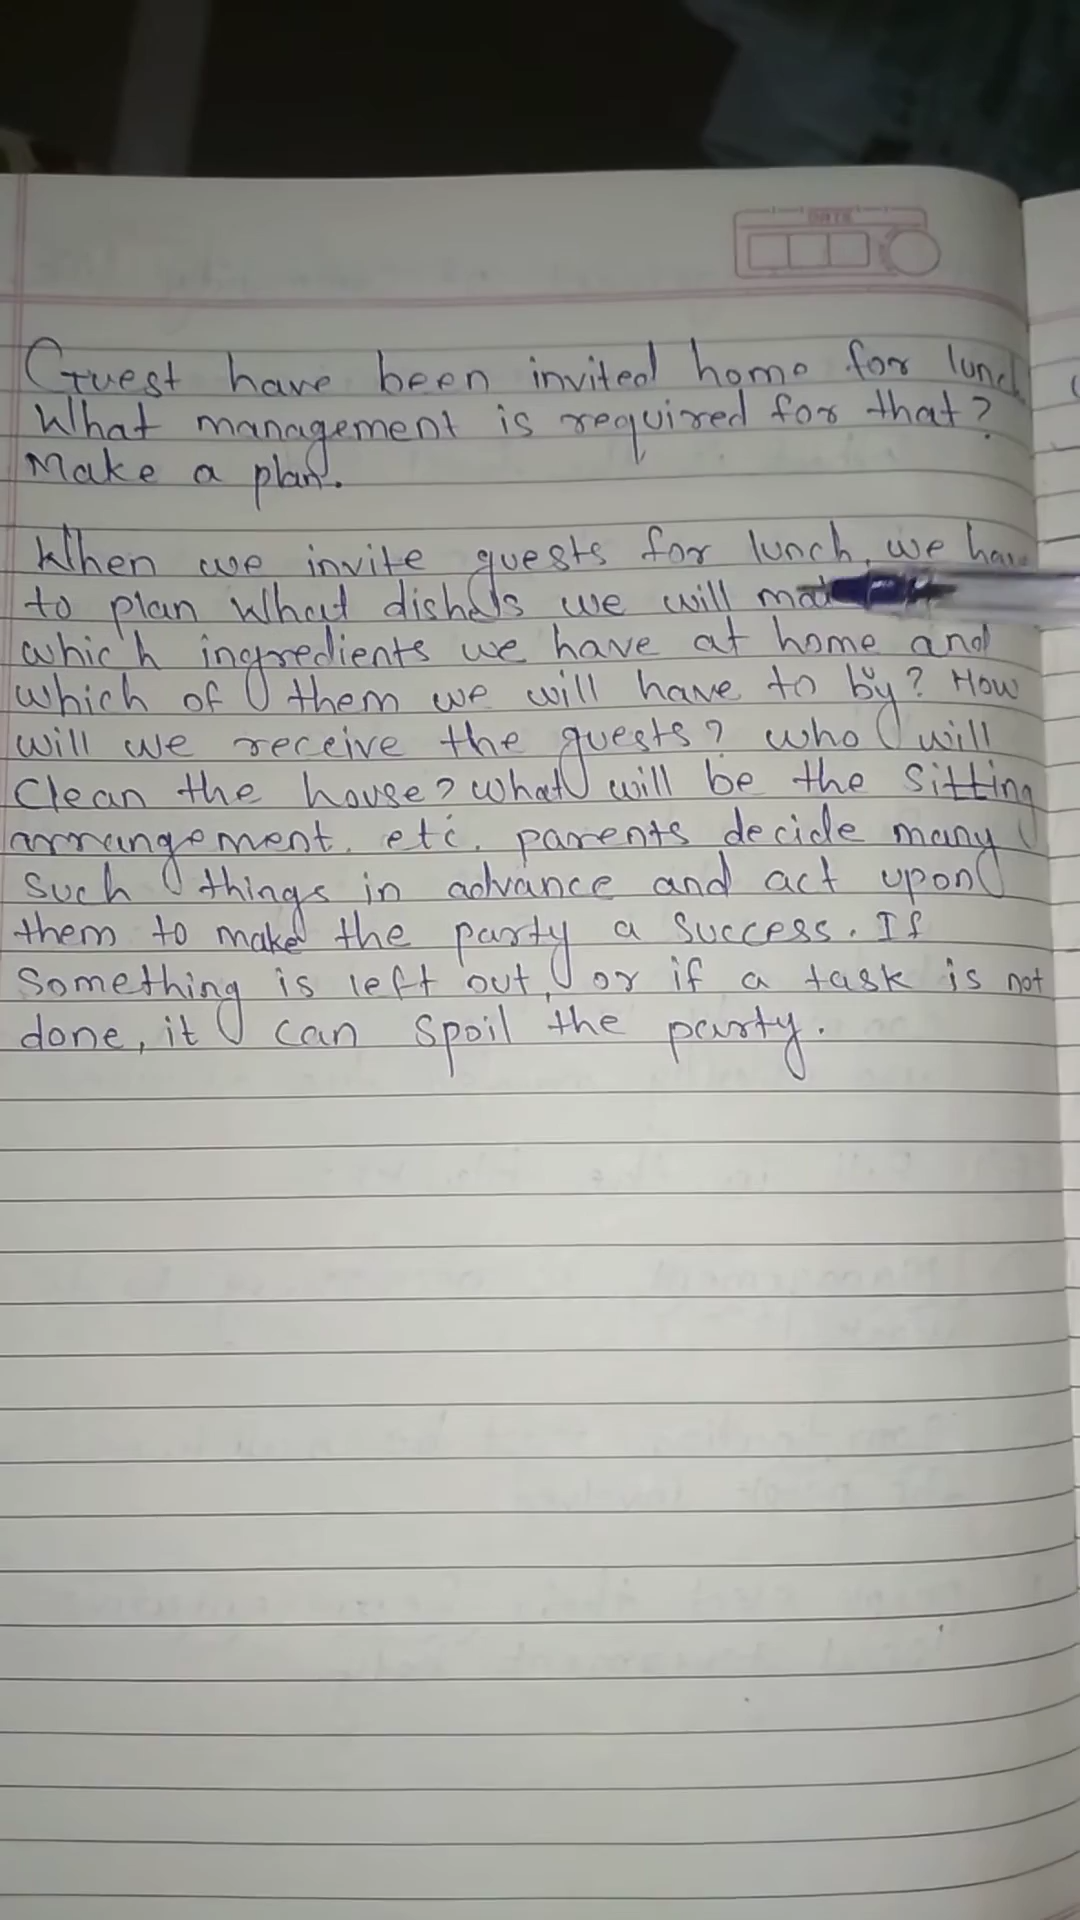 DATE
Guest have been invited home for lunch
What management is required for that?
Make a plan.
When we invite guests for lunch, we have
to plan What dishes we will
which ingredients we have at home and
which of them we will have to by? How
will we receive the guests? who will
Clean the house? what will be the sitting
arrangement. etc. parents decide many
such things in advance and act upon
them to make the party a success. If
something is left out, or if a task is not
done, it can spoil the party.